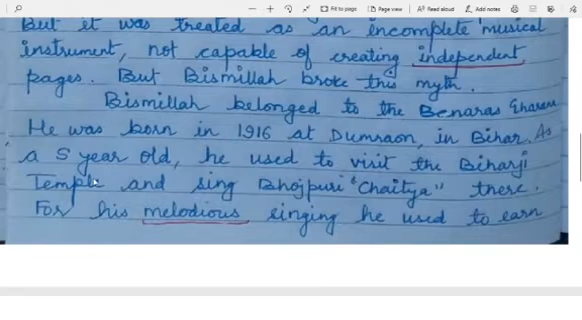 Fit to page
Page view
Read aloud
Add notes
But it was treated as an incomplete musical
instrument, not capable of creating independent
pages. But Bismillah broke this myth.
Bismillah belonged to the Benaras Gharana.
He was born in 1916 at Dumraon, in Bihar. As
a 5 year old, he used to visit the Biharji
Temple and sing Bhojpuri "Chaitya" there.
For his melodious singing he used to earn